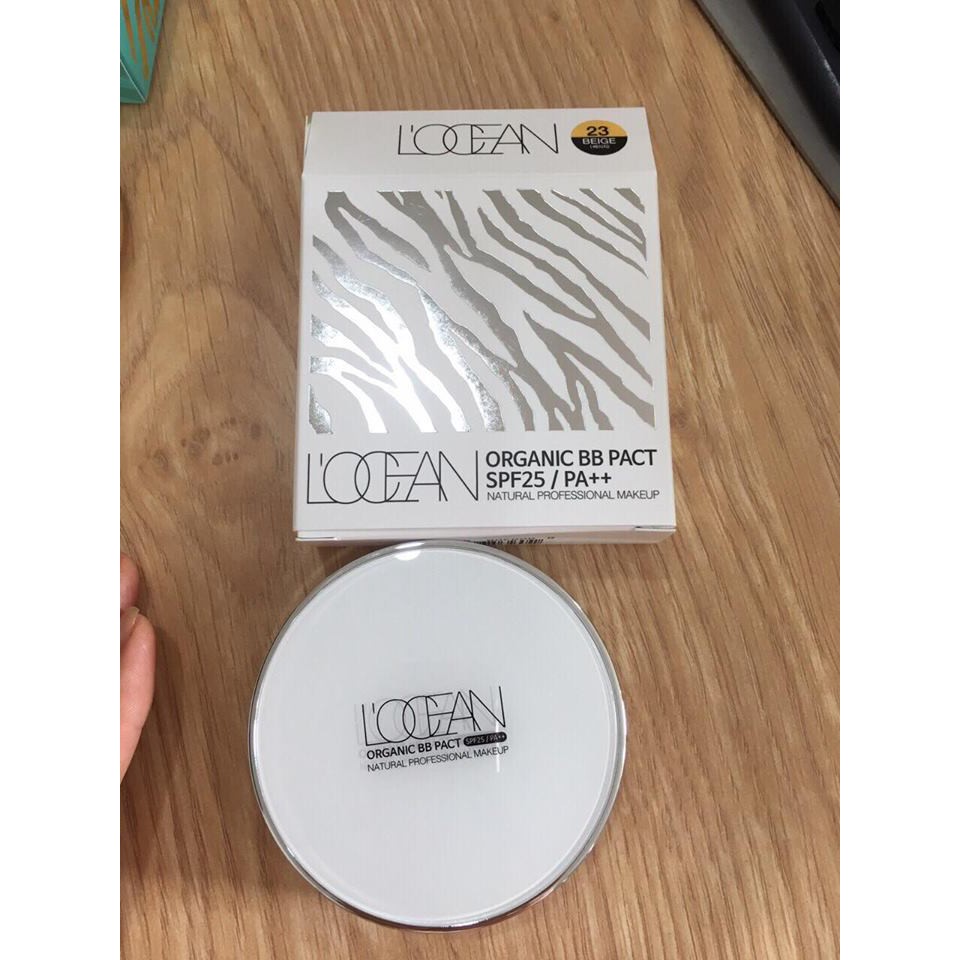 L'OCEAN
23
BEIGE
L'OCEAN
ORGANIC BB PACT
SPF25 / PA++
NATURAL PROFESSIONAL MAKEUP
L'OCEAN
ORGANIC BB PACT SPF25 / PA++
NATURAL PROFESSIONAL MAKEUP